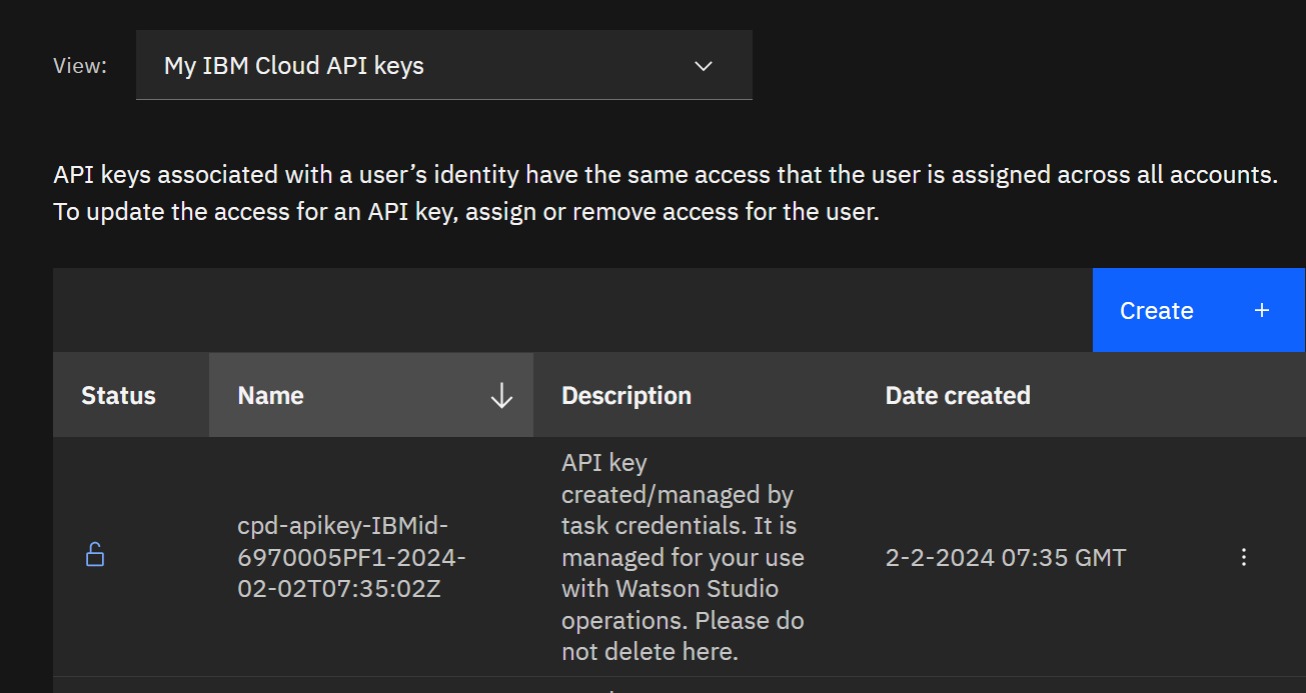 View:
My IBM Cloud API keys
API keys associated with a user’s identity have the same access that the user is assigned across all accounts.
To update the access for an API key, assign or remove access for the user.
Create
Status
Name
Description
Date created
cpd-apikey-IBMid-
6970005PF1-2024-
02-02T07:35:02Z
API key
created/managed by
task credentials. It is
managed for your use
with Watson Studio
operations. Please do
not delete here.
2-2-2024 07:35 GMT